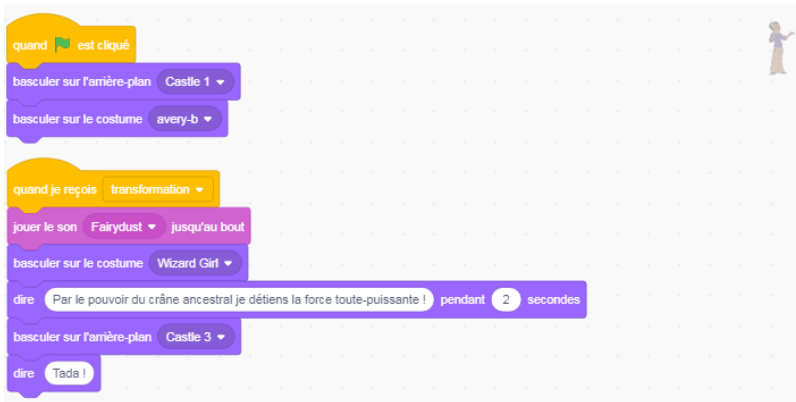 quand est cliqué
basculer sur l'arrière-plan Castle 1
basculer sur le costume avery-b
quand je reçois transformation
jouer le son Fairydust jusqu'au bout
basculer sur le costume Wizard Girl
dire Par le pouvoir du crâne ancestral je détiens la force toute-puissante ! pendant 2 secondes
basculer sur l'arrière-plan Castle 3
dire Tada !